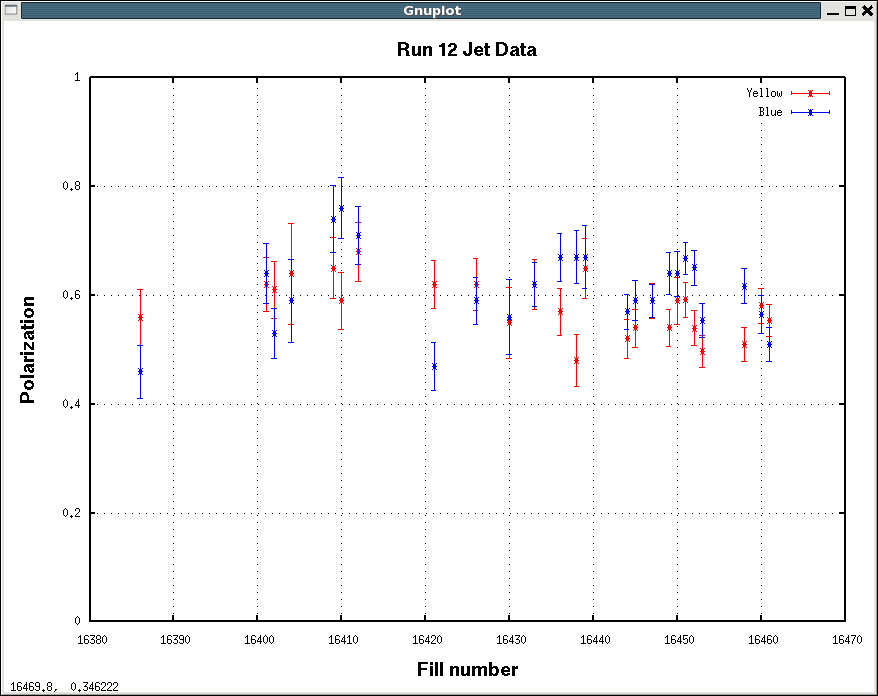 Gnuplot
Run 12 Jet Data
Yellow
Blue
1
0.8
0.6
0.4
0.2
0
Polarization
16380 16390 16400 16410 16420 16430 16440 16450 16460 16470
Fill number
16469.8, 0.346222